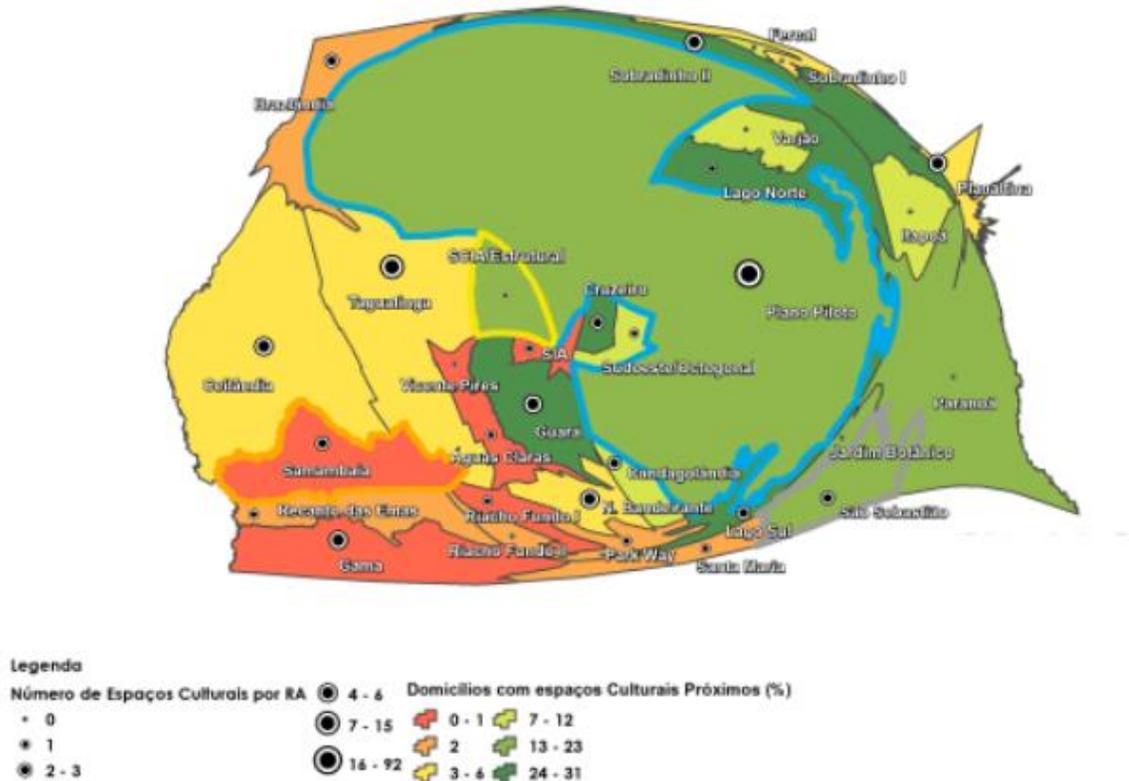 Fercal
Sobradinho II
Sobradinho I
Brazlândia
Varjão
Lago Norte
Planaltina
Itapoã
SCIA/Estrutural
Taguatinga
Cruzeiro
Plano Piloto
SIA
Sudoeste/Octogonal
Ceilândia
Vicente Pires
Paranoá
Guará
Jardim Botânico
Águas Claras
Samambaia
Candagolândia
Recanto das Emas
Riacho Fundo I
N. Bandeirante
São Sebastião
Lago Sul
Riacho Fundo II
Park Way
Gama
Santa Maria
Legenda
Número de Espaços Culturais por RA
0
1
2 - 3
4 - 6
7 - 15
16 - 92
Domicílios com espaços Culturais Próximos (%)
0 - 1
2
3 - 6
7 - 12
13 - 23
24 - 31